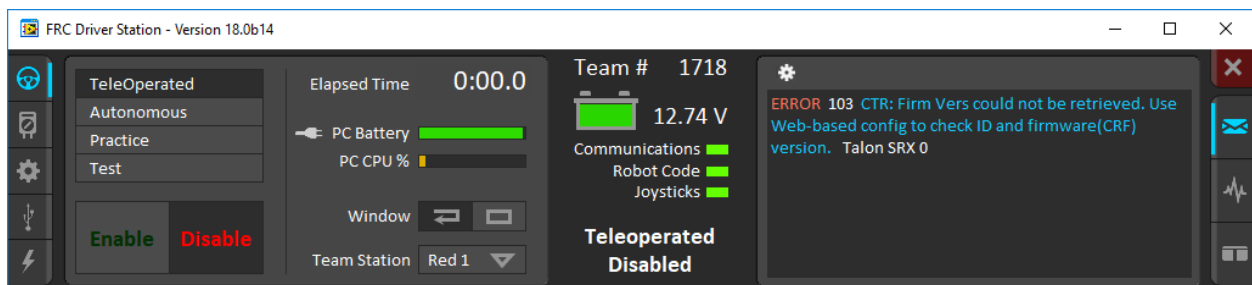 FRC Driver Station - Version 18.0b14
TeleOperated
Autonomous
Practice
Test
Enable
Disable
Elapsed Time 0:00.0
PC Battery
PC CPU %
Window
Team Station Red 1
Team # 1718
12.74 V
Communications
Robot Code
Joysticks
Teleoperated
Disabled
ERROR 103 CTR: Firm Vers could not be retrieved. Use
Web-based config to check ID and firmware(CRF)
version. Talon SRX 0